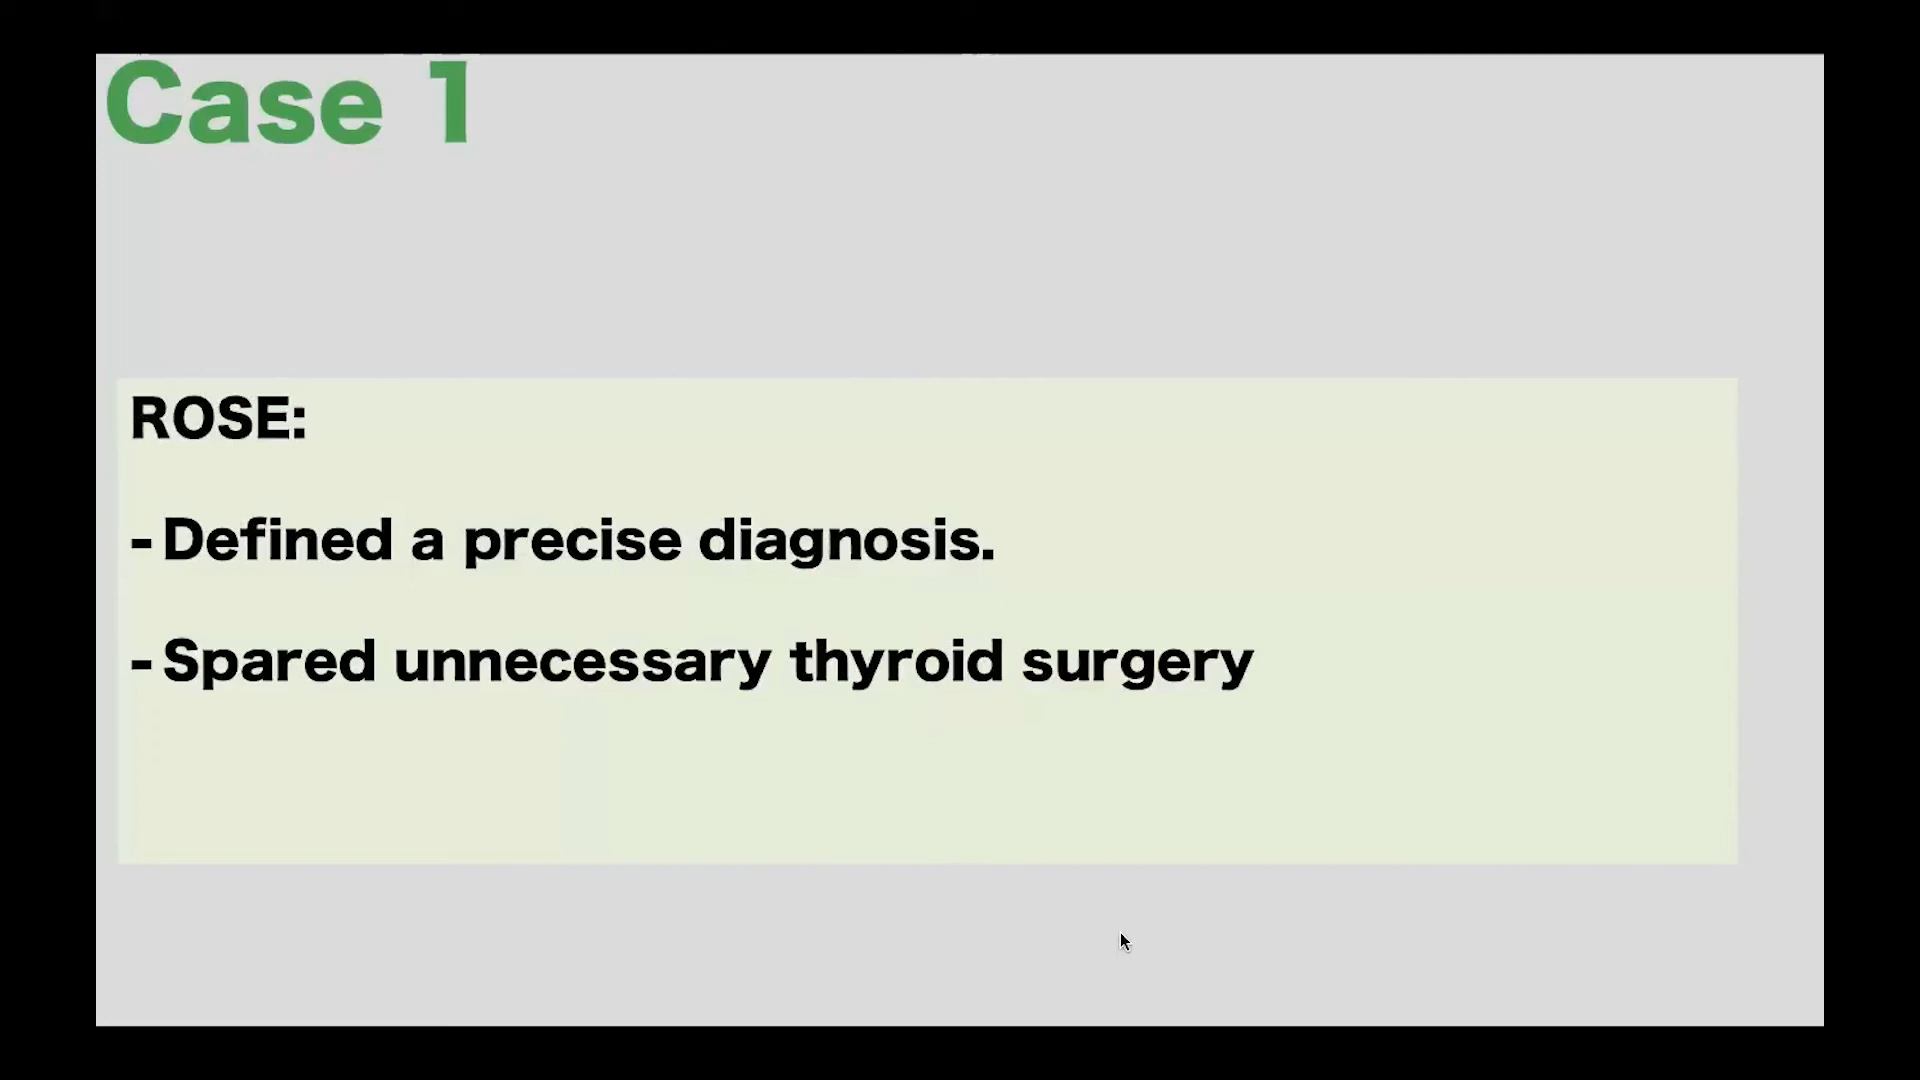 Case 1
ROSE:
- Defined a precise diagnosis.
- Spared unnecessary thyroid surgery